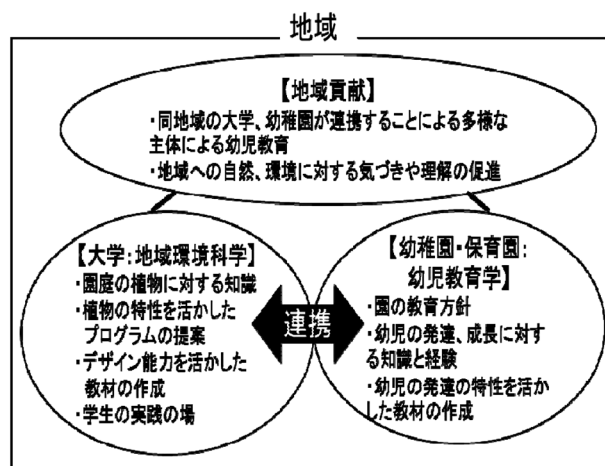 地域
【地域貢献】
・同地域の大学、幼稚園が連携することによる多様な
主体による幼児教育
・地域への自然、環境に対する気づきや理解の促進
【大学:地域環境科学】
・園庭の植物に対する知識
・植物の特性を活かした
プログラムの提案
・デザイン能力を活かした
教材の作成
・学生の実践の場
連携
【幼稚園・保育園:
幼児教育学】
・園の教育方針
・幼児の発達、成長に対す
る知識と経験
・幼児の発達の特性を活か
した教材の作成